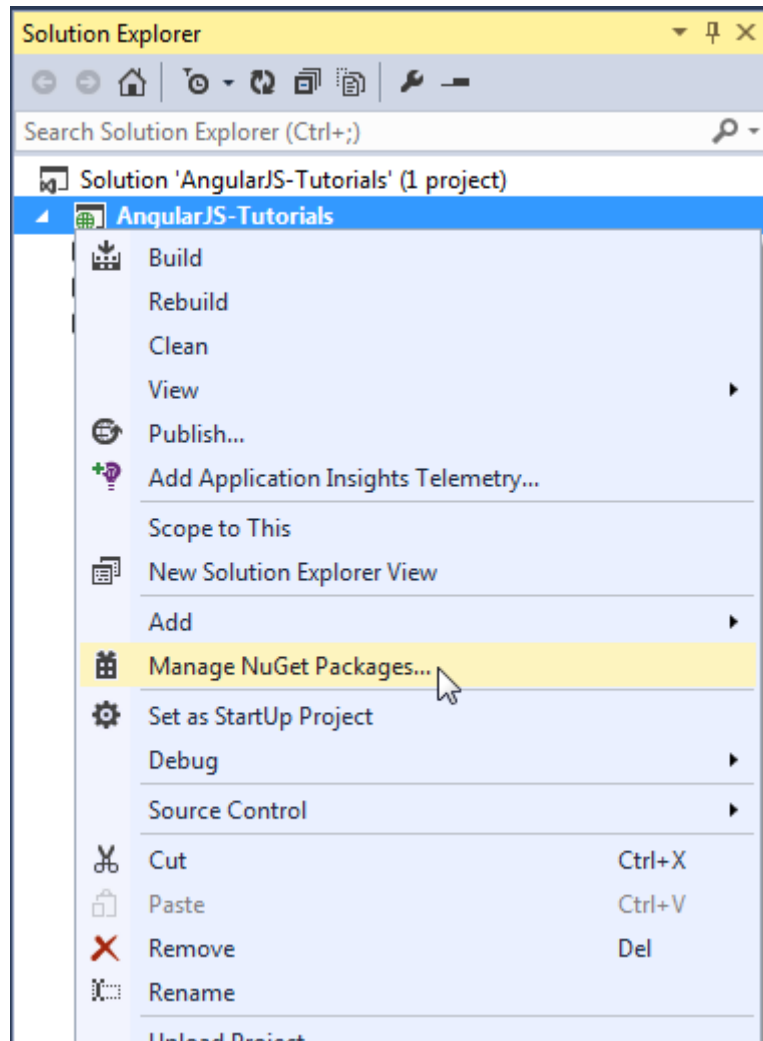 Solution Explorer
Search Solution Explorer (Ctrl+;)
Solution 'AngularJS-Tutorials' (1 project)
AngularJS-Tutorials
Build
Rebuild
Clean
View
Publish...
Add Application Insights Telemetry...
Scope to This
New Solution Explorer View
Add
Manage NuGet Packages...
Set as StartUp Project
Debug
Source Control
Cut Ctrl+X
Paste Ctrl+V
Remove Del
Rename
Upload Project